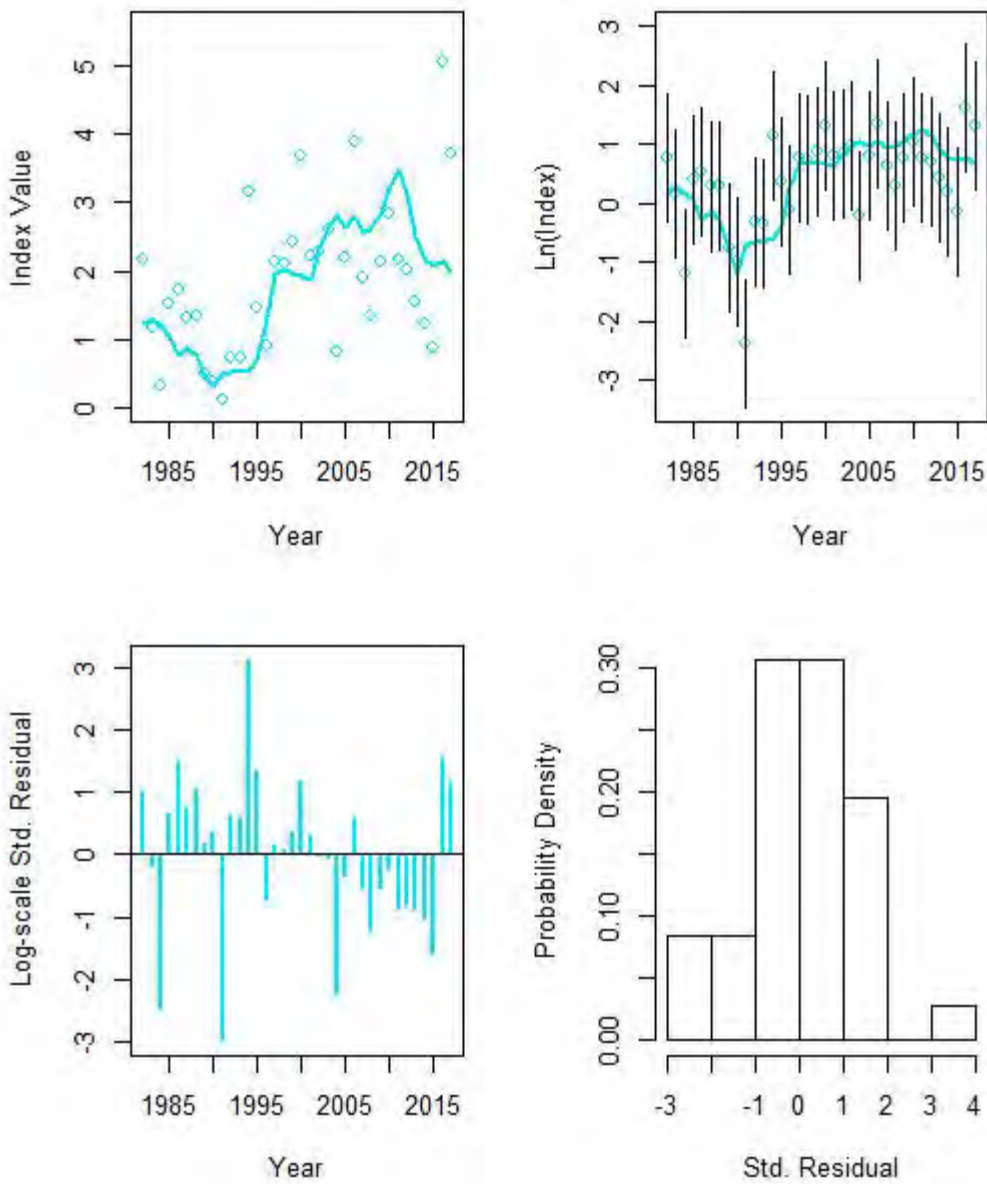 Index Value
5
4
3
2
1
0
1985 1995 2005 2015
Year
Ln(Index)
3
2
1
0
-1
-2
-3
1985 1995 2005 2015
Year
Log-scale Std. Residual
3
2
1
0
-1
-2
-3
1985 1995 2005 2015
Year
Probability Density
0.30
0.20
0.10
0.00
-3 -1 0 1 2 3 4
Std. Residual